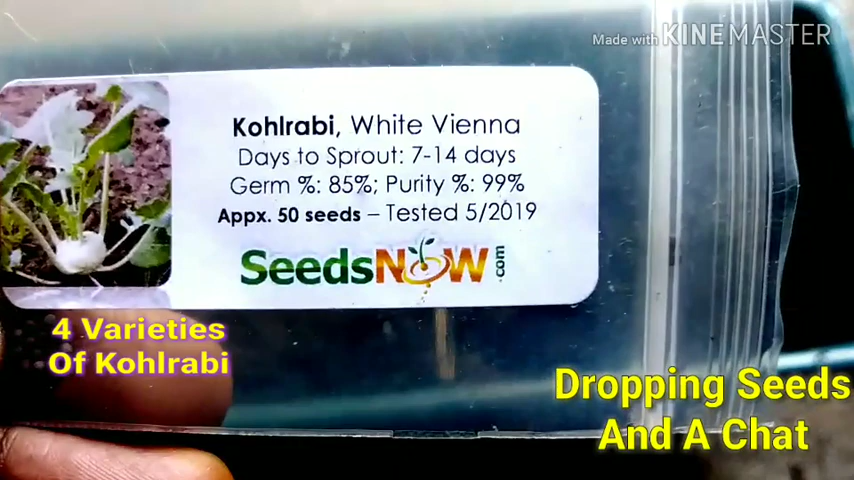 Made with KINEMASTER
Kohlrabi, White Vienna
Days to Sprout: 7-14 days
Germ %: 85%; Purity %: 99%
Appx. 50 seeds – Tested 5/2019
SeedsNOW.com
4 Varieties
Of Kohlrabi
Dropping Seeds
And A Chat